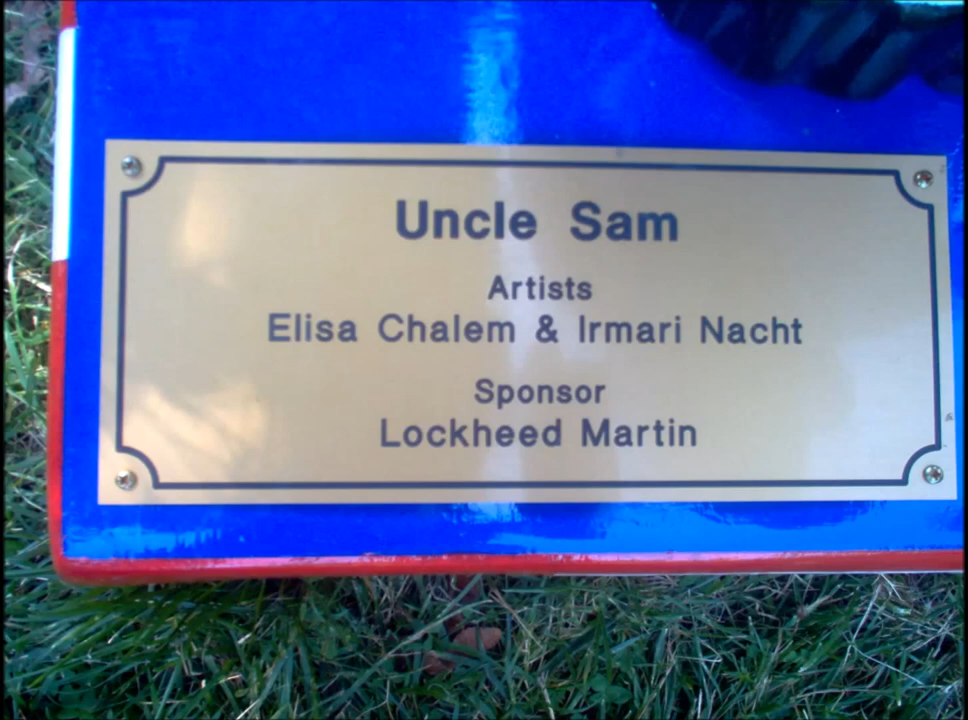 Uncle Sam
Artists
Elisa Chalem & Irmari Nacht
Sponsor
Lockheed Martin